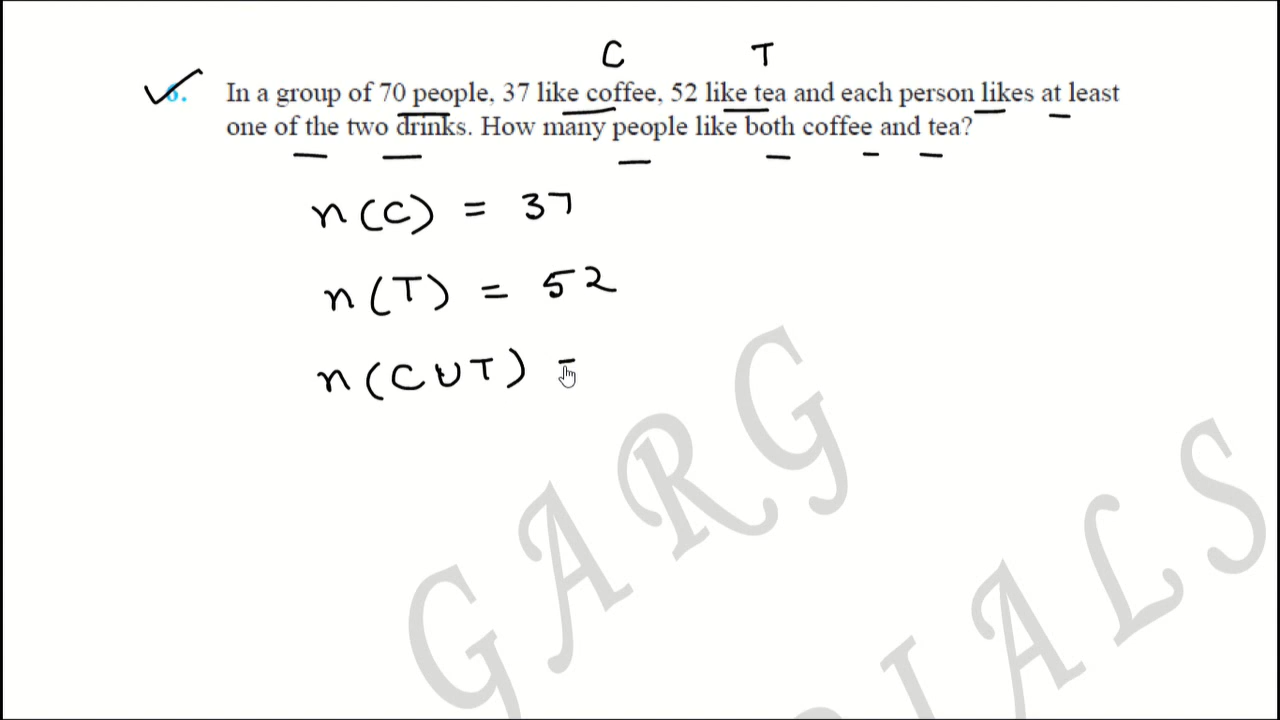 C T
6. In a group of 70 people, 37 like coffee, 52 like tea and each person likes at least
one of the two drinks. How many people like both coffee and tea?
n(C) = 37
n(T) = 52
n(C∪T) =
GARG
IALS